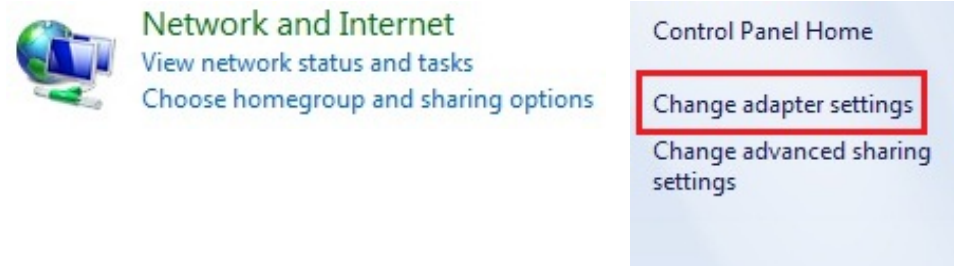 Network and Internet
View network status and tasks
Choose homegroup and sharing options
Control Panel Home
Change adapter settings
Change advanced sharing
settings